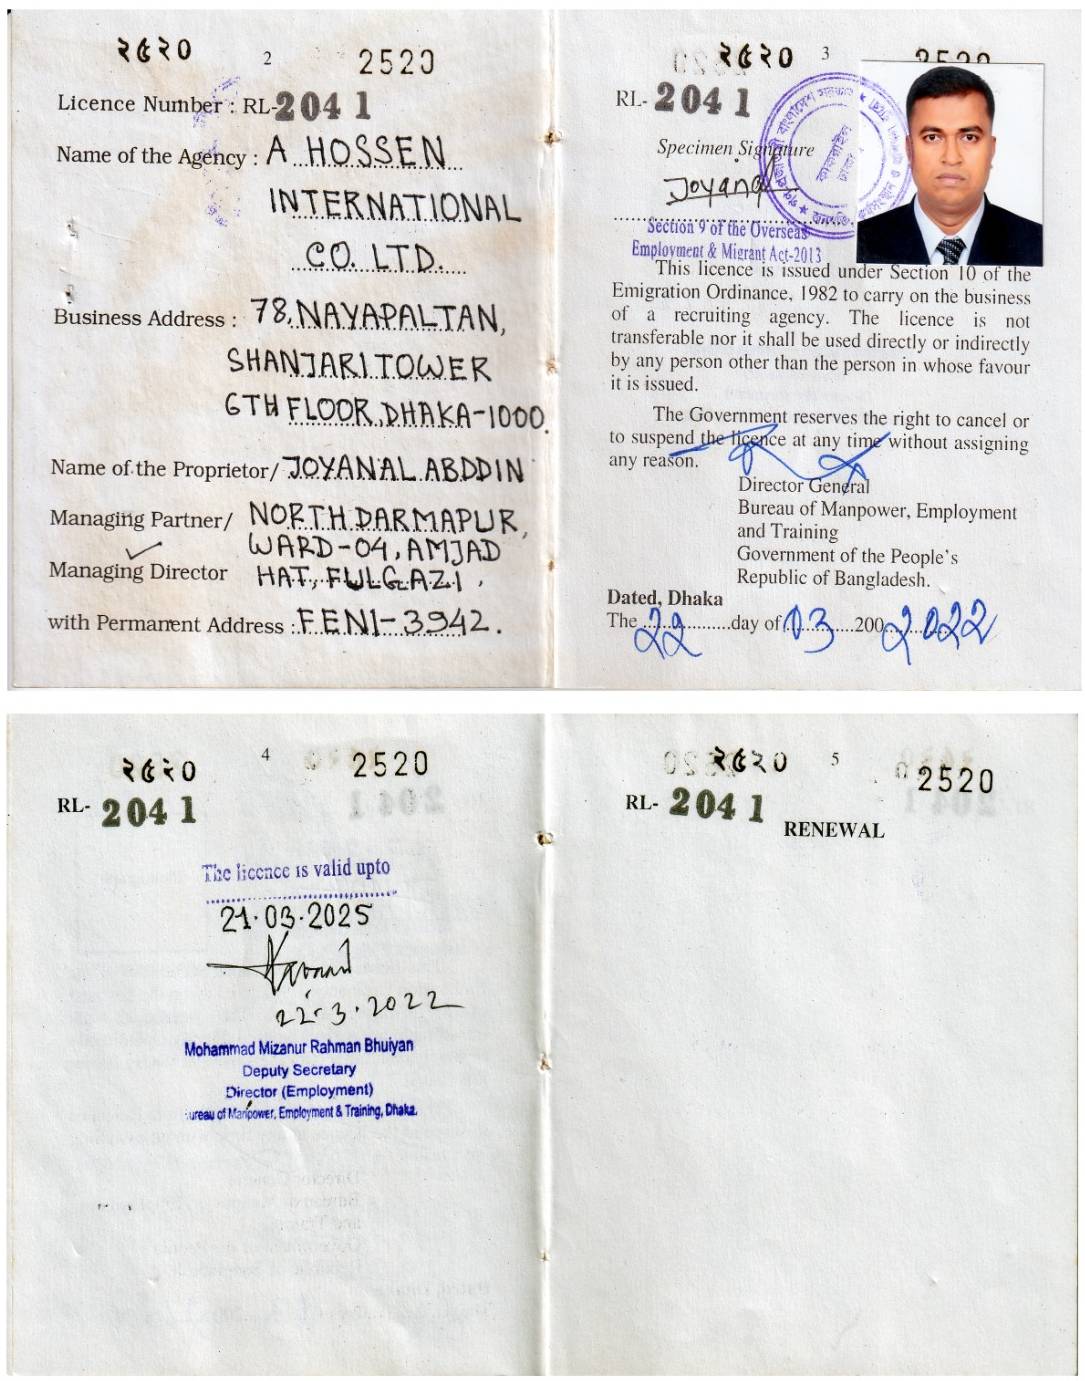 ২৫২০ 2 2520
Licence Number : RL-2041
Name of the Agency : A HOSSEN
INTERNATIONAL
CO. LTD.
Business Address : 78, NAYAPALTAN,
SHANJARI TOWER
6TH FLOOR, DHAKA-1000.
Name of the Proprietor/ JOYANAL ABDDIN
Managing Partner/ NORTH DARMAPUR,
WARD-04, AMJAD
Managing Director HAT, FULGAZI,
with Permanent Address : FENI-3942.
২৫২০ 3 2520
RL- 2041
Specimen Signature
Joyanal
Section 9 of the Overseas
Employment & Migrant Act-2013
This licence is issued under Section 10 of the
Emigration Ordinance, 1982 to carry on the business
of a recruiting agency. The licence is not
transferable nor it shall be used directly or indirectly
by any person other than the person in whose favour
it is issued.
The Government reserves the right to cancel or
to suspend the licence at any time without assigning
any reason.
Director General
Bureau of Manpower, Employment
and Training
Government of the People's
Republic of Bangladesh.
Dated, Dhaka
The 22 day of 03 200 2022
২৫২০ 4 2520
RL- 2041
The licence is valid upto
21.03.2025
22.3.2022
Mohammad Mizanur Rahman Bhuiyan
Deputy Secretary
Director (Employment)
ureau of Manpower, Employment & Training, Dhaka.
২৫২০ 5 2520
RL- 2041
RENEWAL